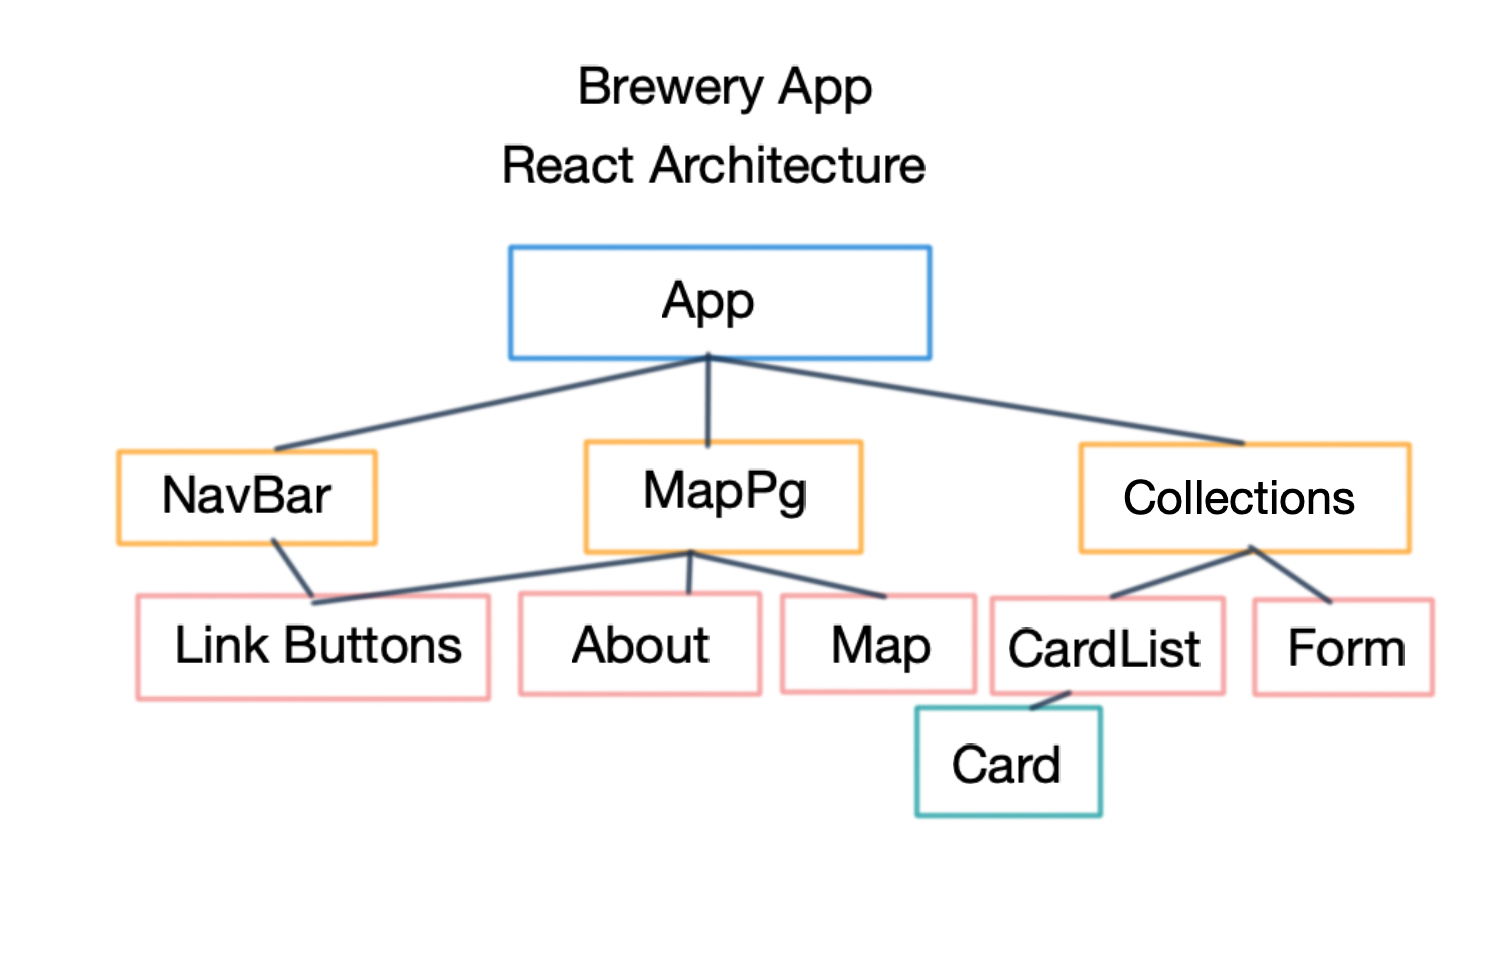 Brewery App
React Architecture
App
NavBar
MapPg
Collections
Link Buttons
About
Map
CardList
Form
Card